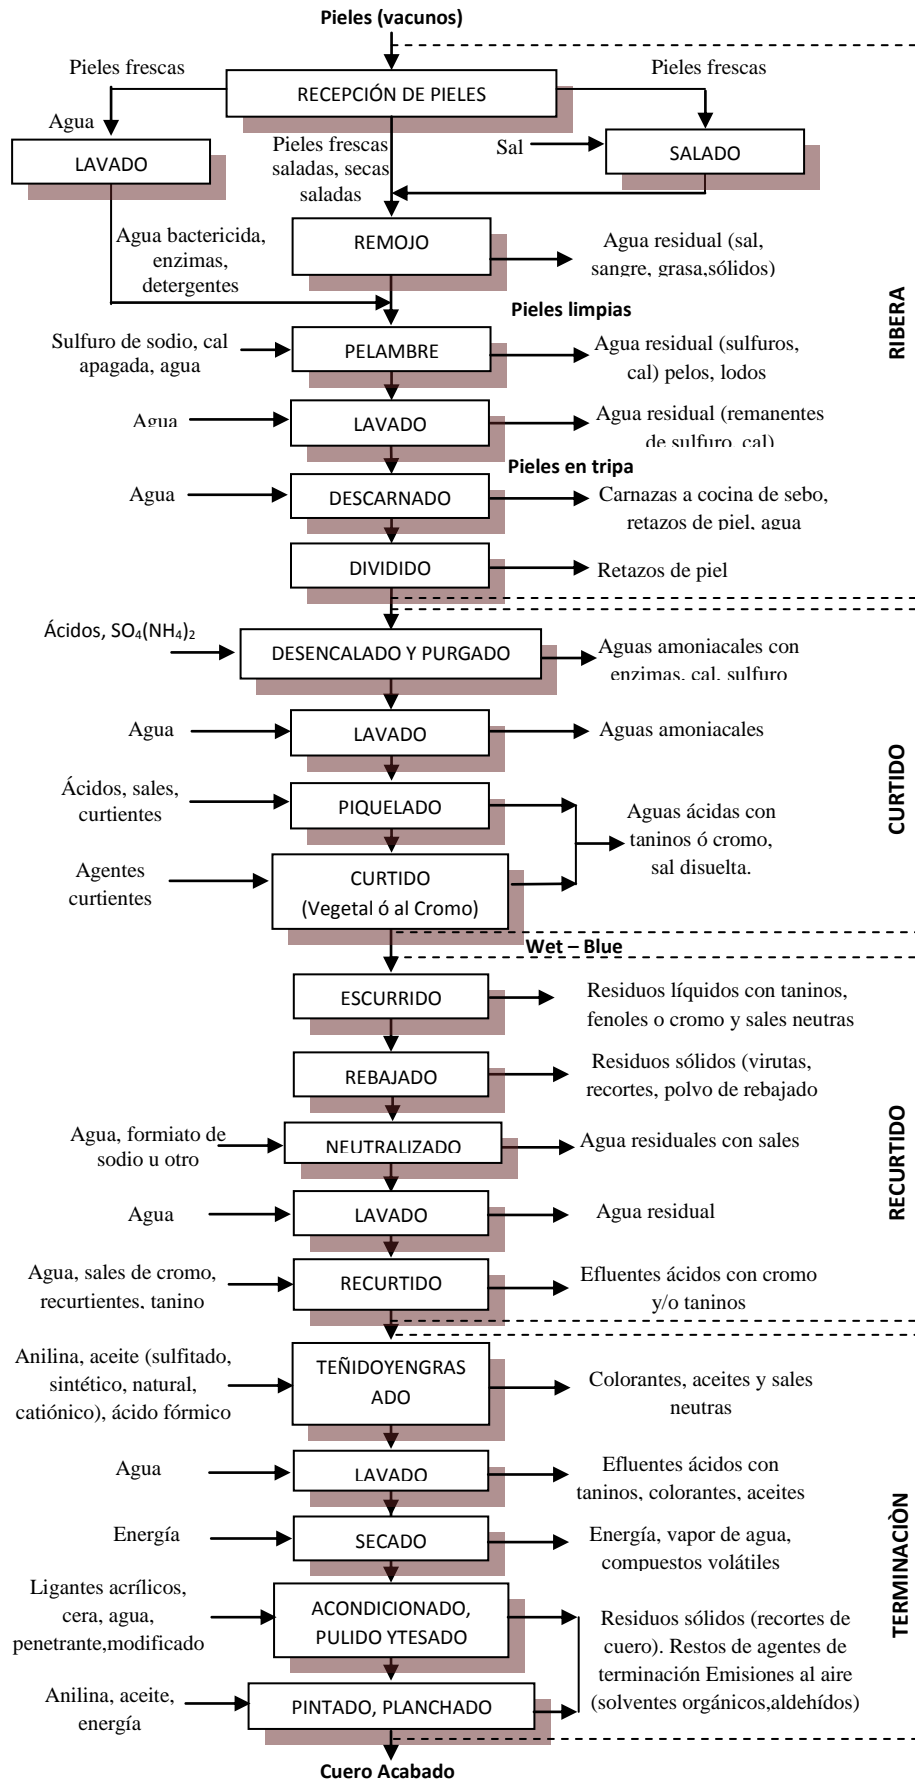 Pieles (vacunos)
Pieles frescas
Pieles frescas
RECEPCIÓN DE PIELES
Agua
LAVADO
Pieles frescas
saladas, secas
saladas
Sal
SALADO
Agua bactericida,
enzimas,
detergentes
REMOJO
Agua residual (sal,
sangre, grasa,sólidos)
Pieles limpias
RIBERA
Sulfuro de sodio, cal
apagada, agua
PELAMBRE
Agua residual (sulfuros,
cal) pelos, lodos
Agua
LAVADO
Agua residual (remanentes
de sulfuro, cal)
Pieles en tripa
Agua
DESCARNADO
Carnazas a cocina de sebo,
retazos de piel, agua
DIVIDIDO
Retazos de piel
Ácidos, SO₄(NH₄)₂
DESENCALADO Y PURGADO
Aguas amoniacales con
enzimas, cal, sulfuro
Agua
LAVADO
Aguas amoniacales
CURTIDO
Ácidos, sales,
curtientes
PIQUELADO
Aguas ácidas con
taninos ó cromo,
sal disuelta.
Agentes
curtientes
CURTIDO
(Vegetal ó al Cromo)
Wet – Blue
ESCURRIDO
Residuos líquidos con taninos,
fenoles o cromo y sales neutras
REBAJADO
Residuos sólidos (virutas,
recortes, polvo de rebajado
RECURTIDO
Agua, formiato de
sodio u otro
NEUTRALIZADO
Agua residuales con sales
Agua
LAVADO
Agua residual
Agua, sales de cromo,
recurtientes, tanino
RECURTIDO
Efluentes ácidos con cromo
y/o taninos
Anilina, aceite (sulfitado,
sintético, natural,
catiónico), ácido fórmico
TEÑIDOYENGRAS
ADO
Colorantes, aceites y sales
neutras
Agua
LAVADO
Efluentes ácidos con
taninos, colorantes, aceites
TERMINACIÒN
Energía
SECADO
Energía, vapor de agua,
compuestos volátiles
Ligantes acrílicos,
cera, agua,
penetrante,modificado
ACONDICIONADO,
PULIDO YTESADO
Residuos sólidos (recortes de
cuero). Restos de agentes de
terminación Emisiones al aire
(solventes orgánicos,aldehídos)
Anilina, aceite,
energía
PINTADO, PLANCHADO
Cuero Acabado